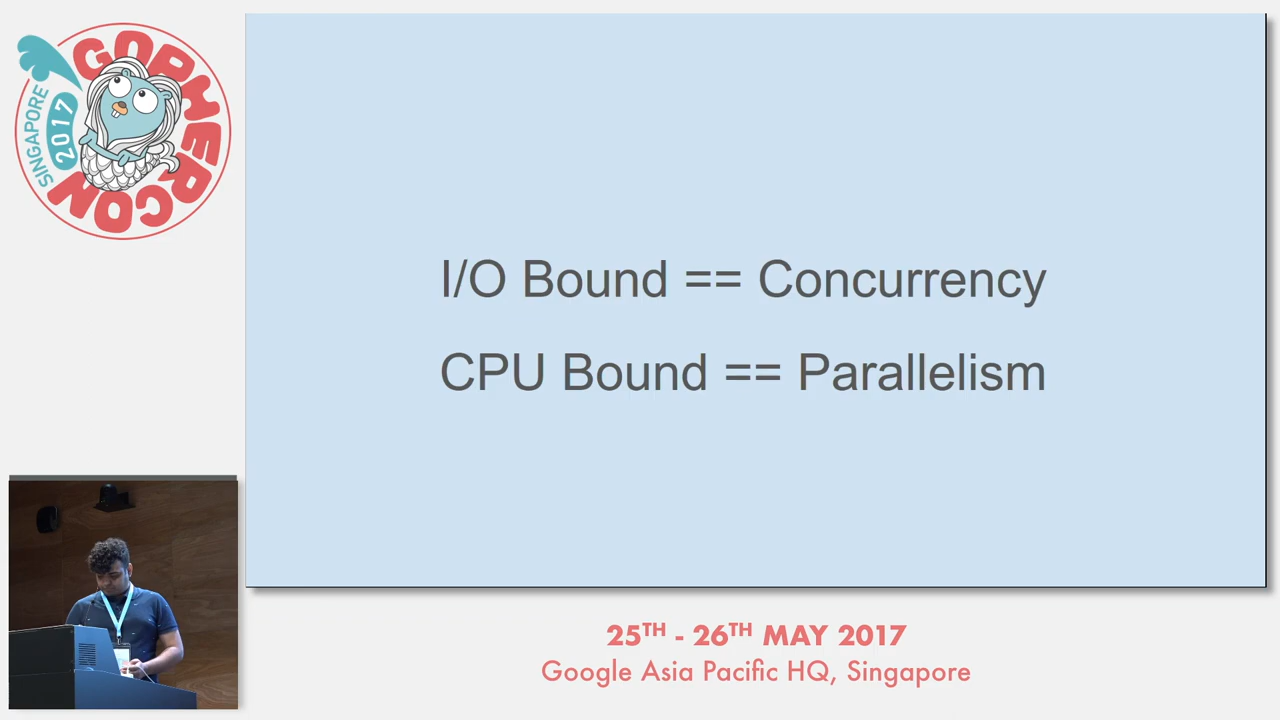 GOPHERCON
SINGAPORE
2017
I/O Bound == Concurrency
CPU Bound == Parallelism
25TH - 26TH MAY 2017
Google Asia Pacific HQ, Singapore